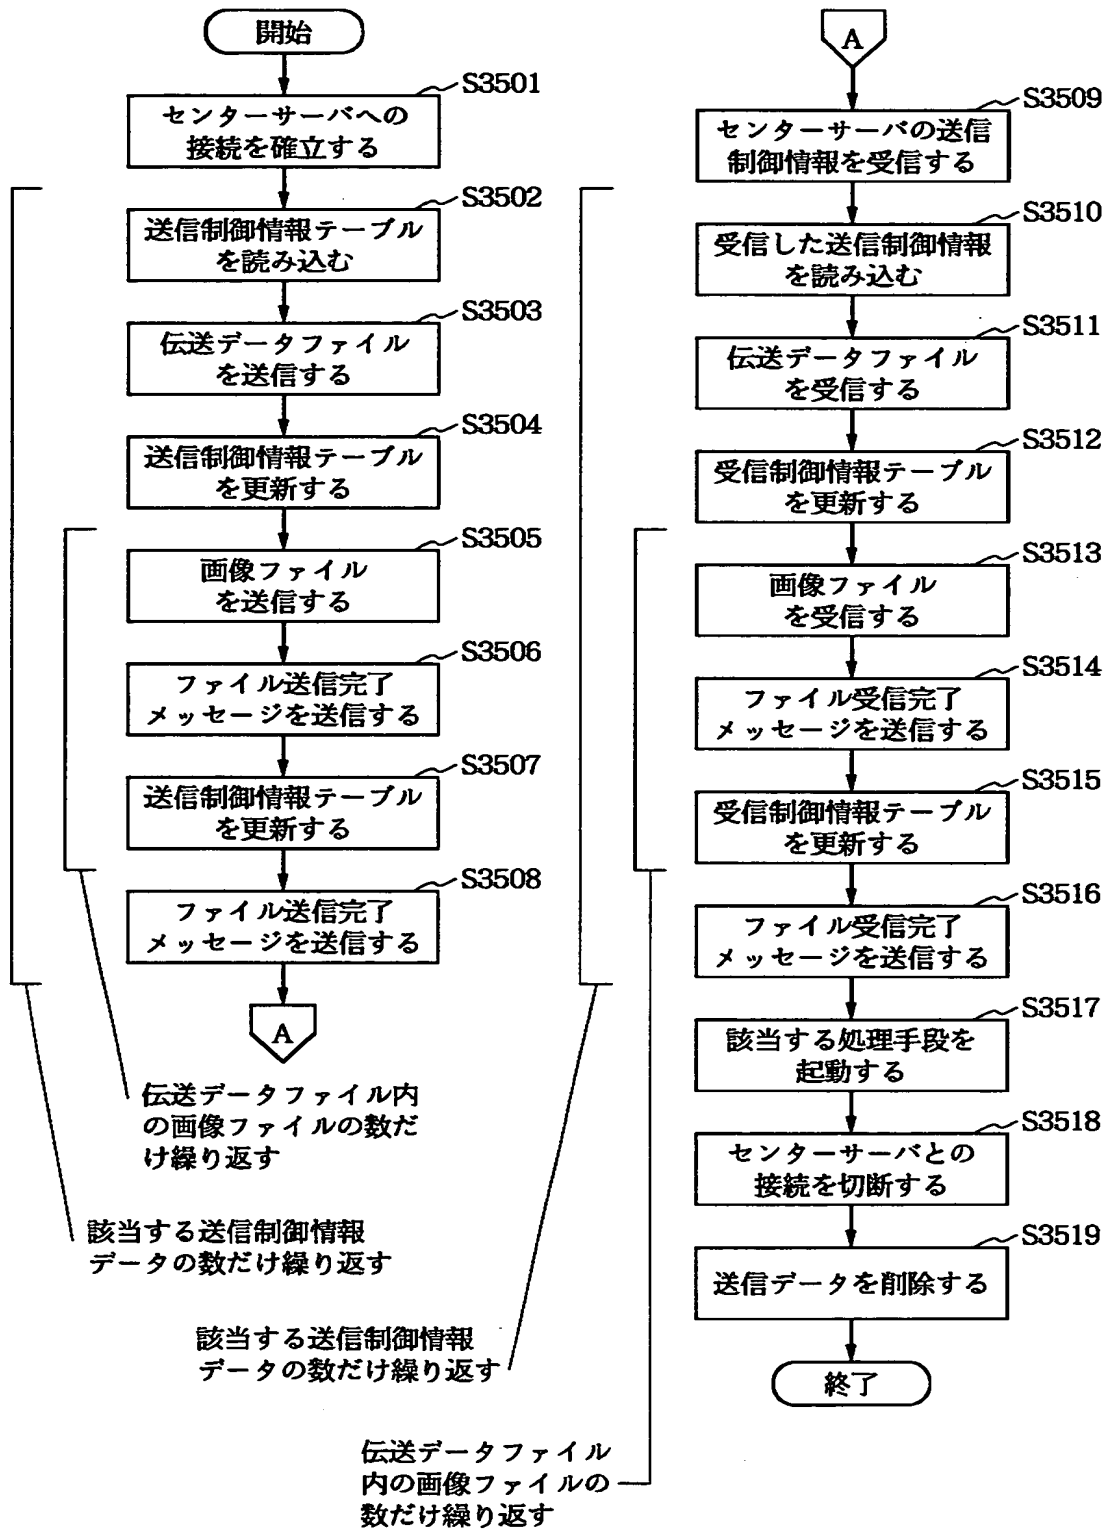 開始
S3501
センターサーバへの
接続を確立する
S3502
送信制御情報テーブル
を読み込む
S3503
伝送データファイル
を送信する
S3504
送信制御情報テーブル
を更新する
S3505
画像ファイル
を送信する
S3506
ファイル送信完了
メッセージを送信する
S3507
送信制御情報テーブル
を更新する
S3508
ファイル送信完了
メッセージを送信する
A
伝送データファイル内
の画像ファイルの数だ
け繰り返す
該当する送信制御情報
データの数だけ繰り返す
A
S3509
センターサーバの送信
制御情報を受信する
S3510
受信した送信制御情報
を読み込む
S3511
伝送データファイル
を受信する
S3512
受信制御情報テーブル
を更新する
S3513
画像ファイル
を受信する
S3514
ファイル受信完了
メッセージを送信する
S3515
受信制御情報テーブル
を更新する
S3516
ファイル受信完了
メッセージを送信する
S3517
該当する処理手段を
起動する
S3518
センターサーバとの
接続を切断する
S3519
送信データを削除する
終了
該当する送信制御情報
データの数だけ繰り返す
伝送データファイル
内の画像ファイルの
数だけ繰り返す